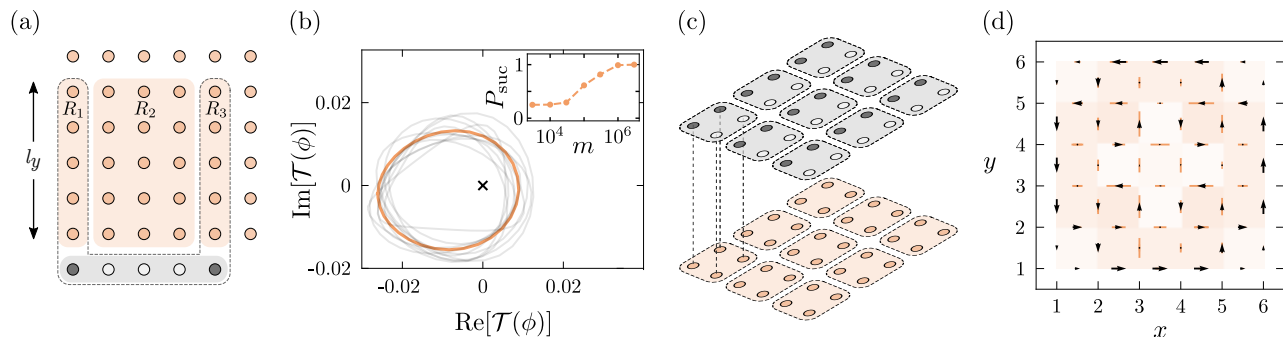 (a)
R1 R2 R3
ly
(b)
Im[𝒯(ϕ)]
0.02
0
-0.02
-0.02 0 0.02
Re[𝒯(ϕ)]
Psuc
1
0
10^4 10^6
m
(c)
(d)
y
6
5
4
3
2
1
1 2 3 4 5 6
x